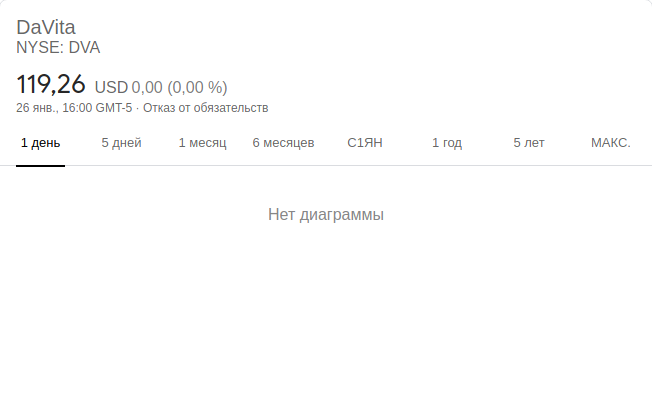 DaVita
NYSE: DVA
119,26 USD 0,00 (0,00 %)
26 янв., 16:00 GMT-5 · Отказ от обязательств
1 день 5 дней 1 месяц 6 месяцев С1ЯН 1 год 5 лет МАКС.
Нет диаграммы